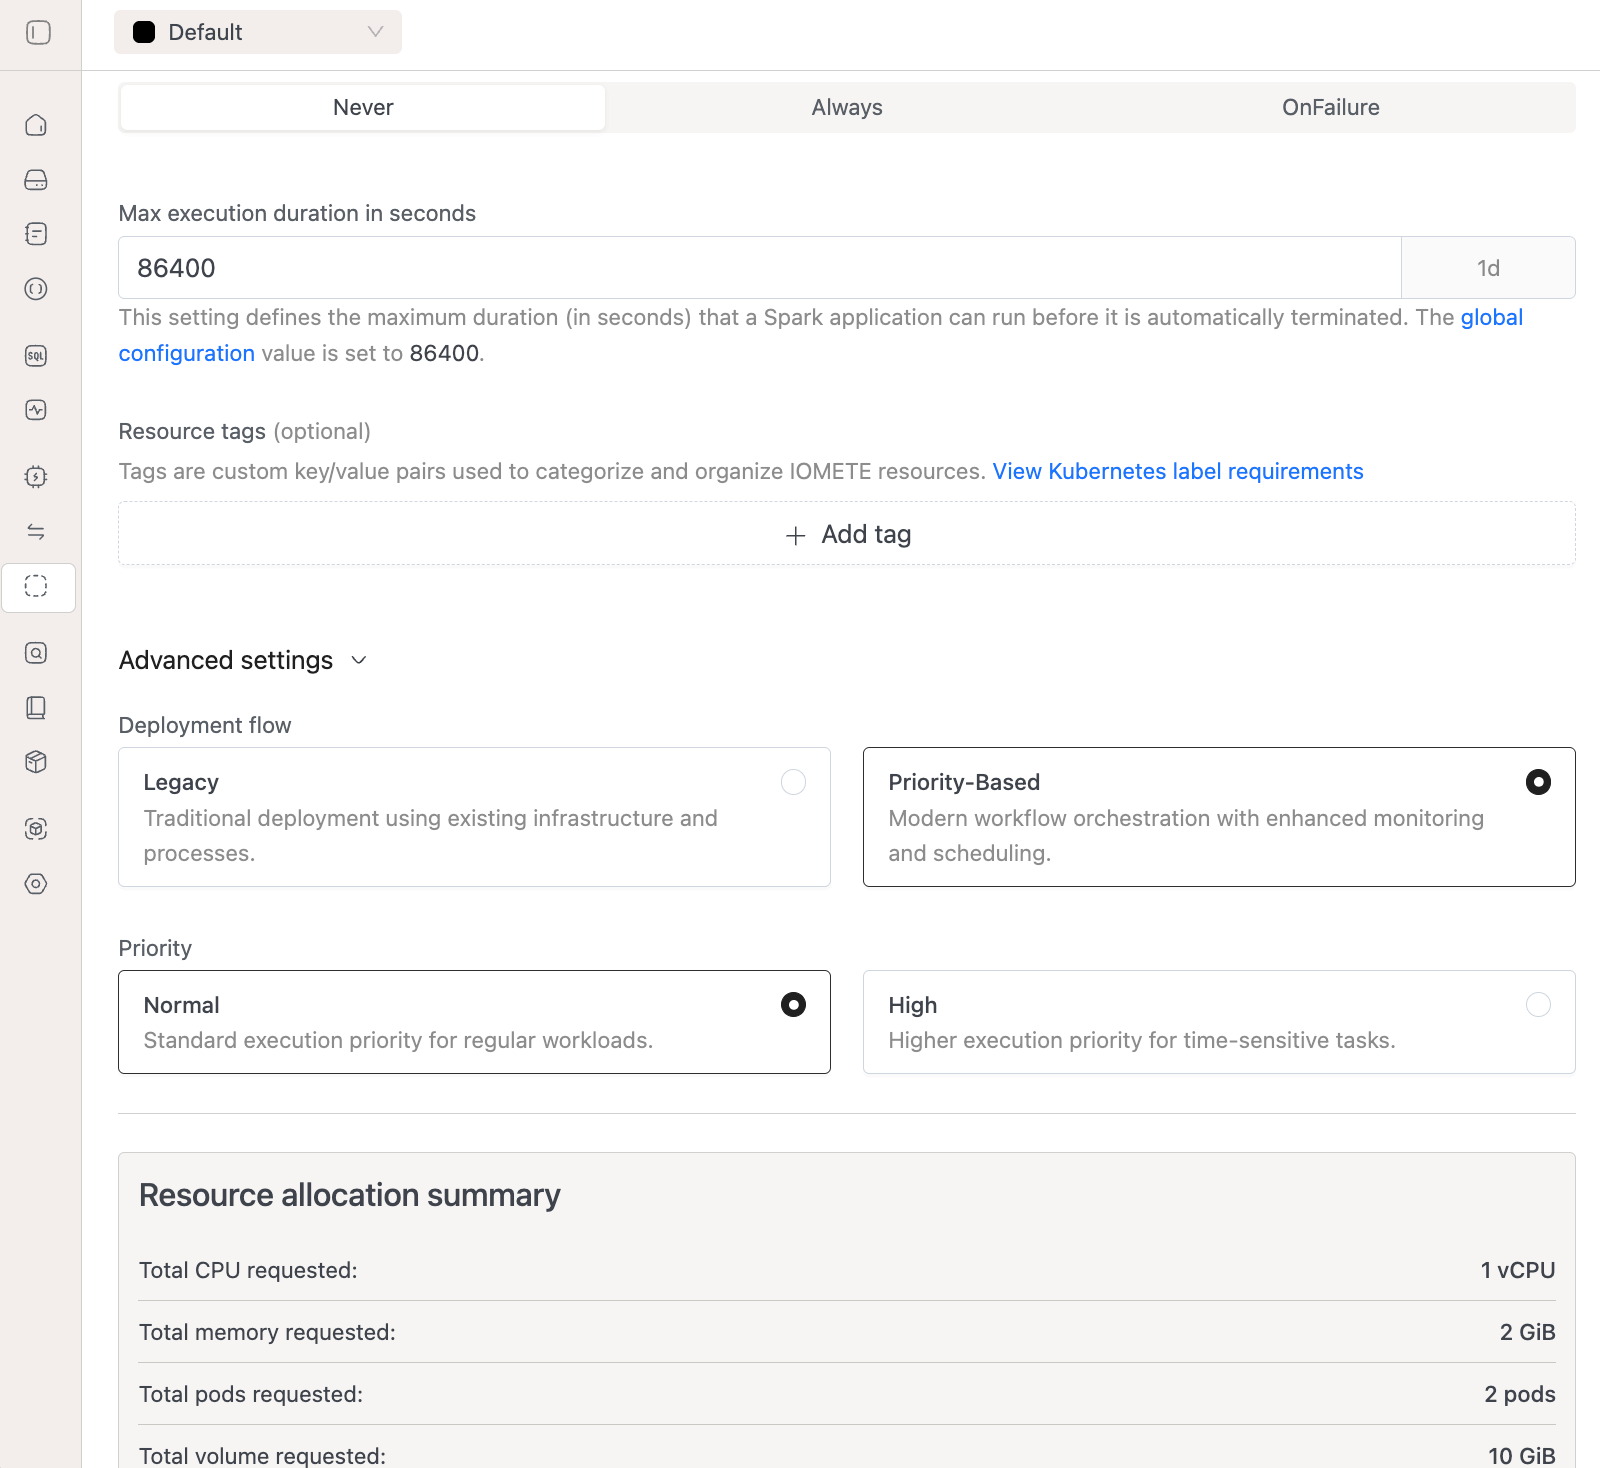 Default
Never
Always
OnFailure
Max execution duration in seconds
86400
1d
This setting defines the maximum duration (in seconds) that a Spark application can run before it is automatically terminated. The global
configuration value is set to 86400.
Resource tags (optional)
Tags are custom key/value pairs used to categorize and organize IOMETE resources. View Kubernetes label requirements
+ Add tag
SQL
Advanced settings
Deployment flow
Legacy
Traditional deployment using existing infrastructure and
processes.
Priority-Based
Modern workflow orchestration with enhanced monitoring
and scheduling.
Priority
Normal
Standard execution priority for regular workloads.
High
Higher execution priority for time-sensitive tasks.
Resource allocation summary
Total CPU requested:
1 vCPU
Total memory requested:
2 GiB
Total pods requested:
2 pods
Total volume requested:
10 GiB